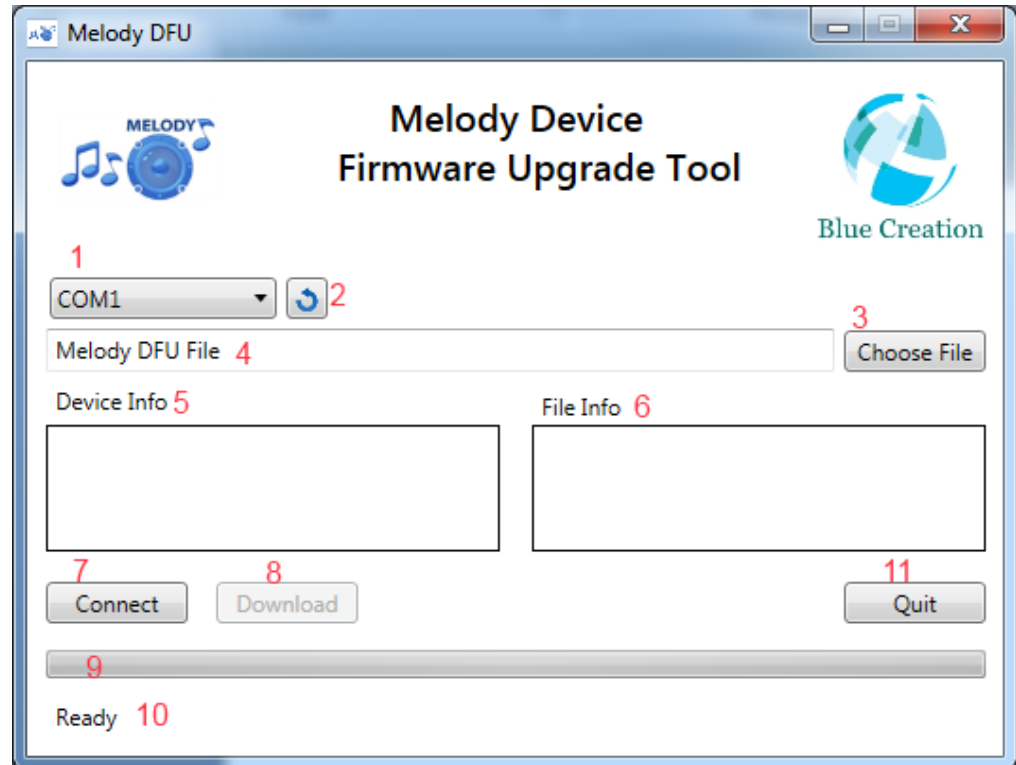 Melody DFU
MELODY
Melody Device
Firmware Upgrade Tool
Blue Creation
1
COM1
2
3
Melody DFU File 4
Choose File
Device Info 5
File Info 6
7
8
11
Connect
Download
Quit
9
Ready 10